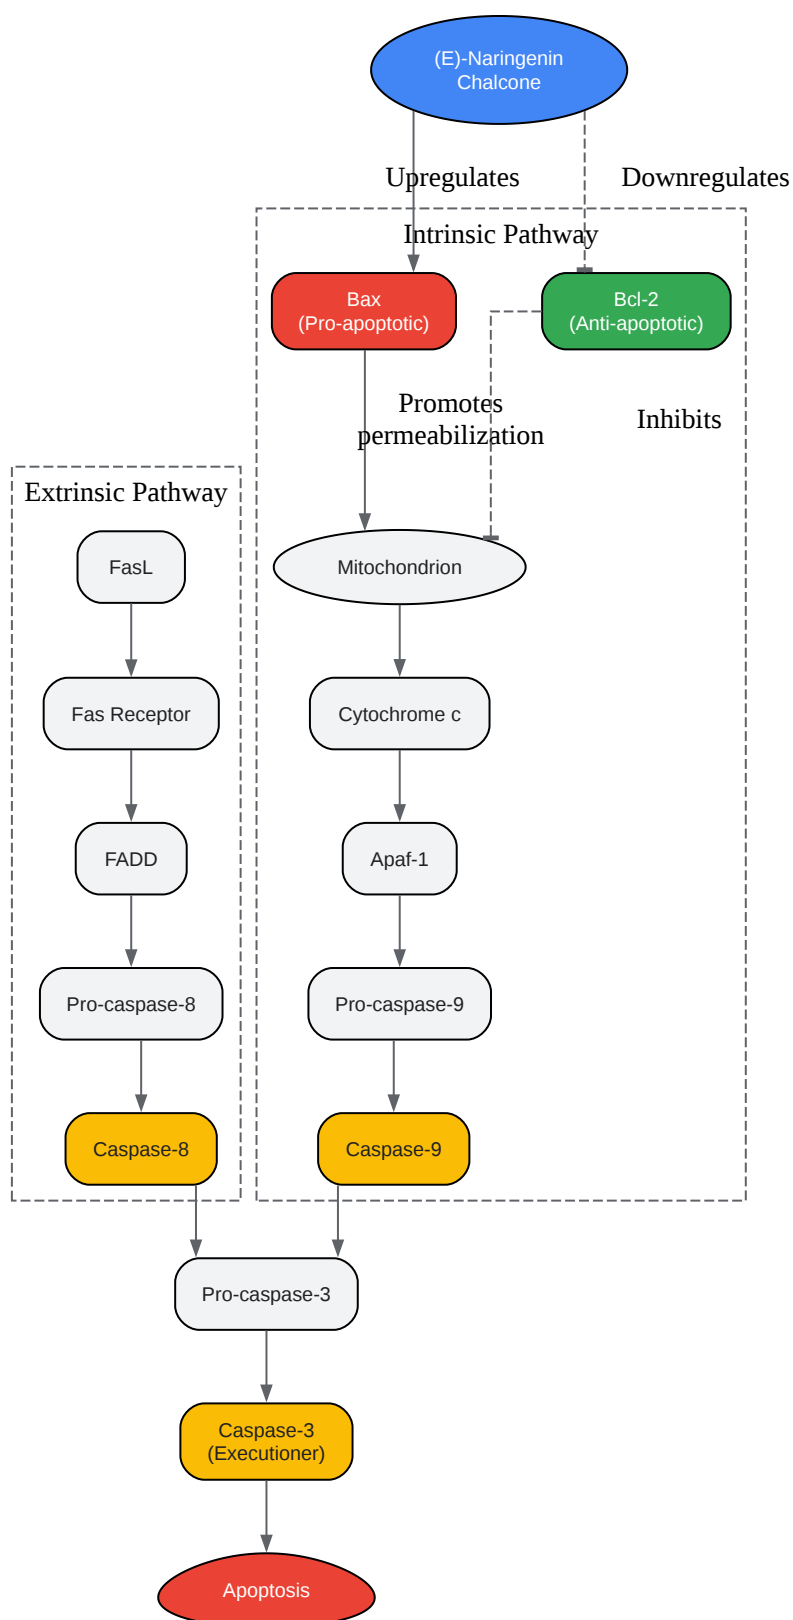 (E)-Naringenin
Chalcone
Upregulates
Downregulates
Intrinsic Pathway
Bax
(Pro-apoptotic)
Bcl-2
(Anti-apoptotic)
Promotes
permeabilization
Inhibits
Extrinsic Pathway
FasL
Mitochondrion
Fas Receptor
Cytochrome c
FADD
Apaf-1
Pro-caspase-8
Pro-caspase-9
Caspase-8
Caspase-9
Pro-caspase-3
Caspase-3
(Executioner)
Apoptosis